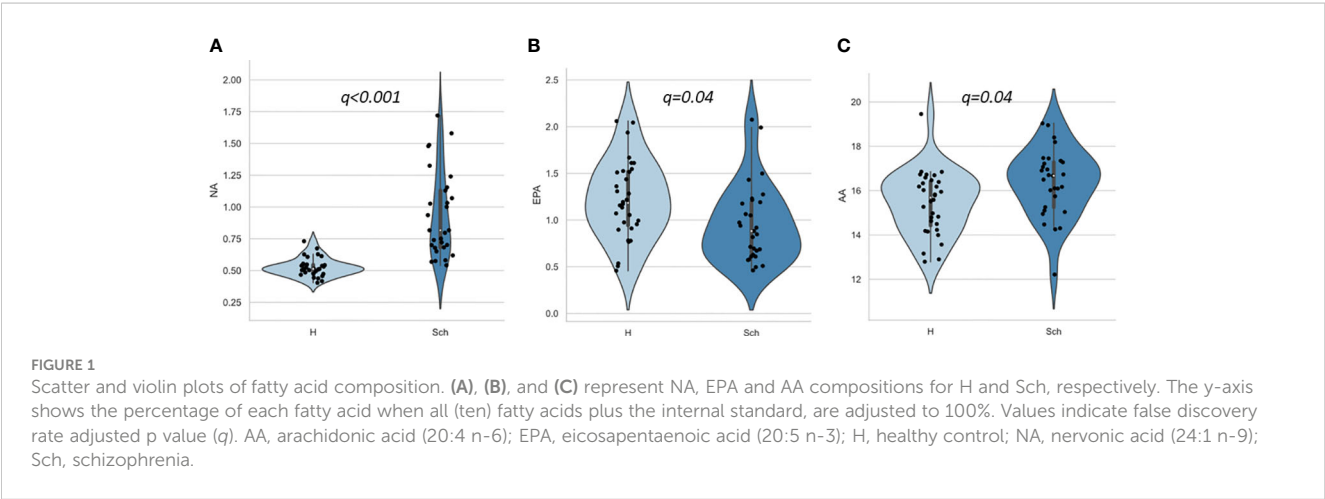 A
B
C
2.00
1.75
1.50
1.25
1.00
0.75
0.50
0.25
NA
q<0.001
H
Sch
2.5
2.0
1.5
1.0
0.5
0.0
EPA
q=0.04
H
Sch
20
18
16
14
12
AA
q=0.04
H
Sch
FIGURE 1
Scatter and violin plots of fatty acid composition. (A), (B), and (C) represent NA, EPA and AA compositions for H and Sch, respectively. The y-axis
shows the percentage of each fatty acid when all (ten) fatty acids plus the internal standard, are adjusted to 100%. Values indicate false discovery
rate adjusted p value (q). AA, arachidonic acid (20:4 n-6); EPA, eicosapentaenoic acid (20:5 n-3); H, healthy control; NA, nervonic acid (24:1 n-9);
Sch, schizophrenia.